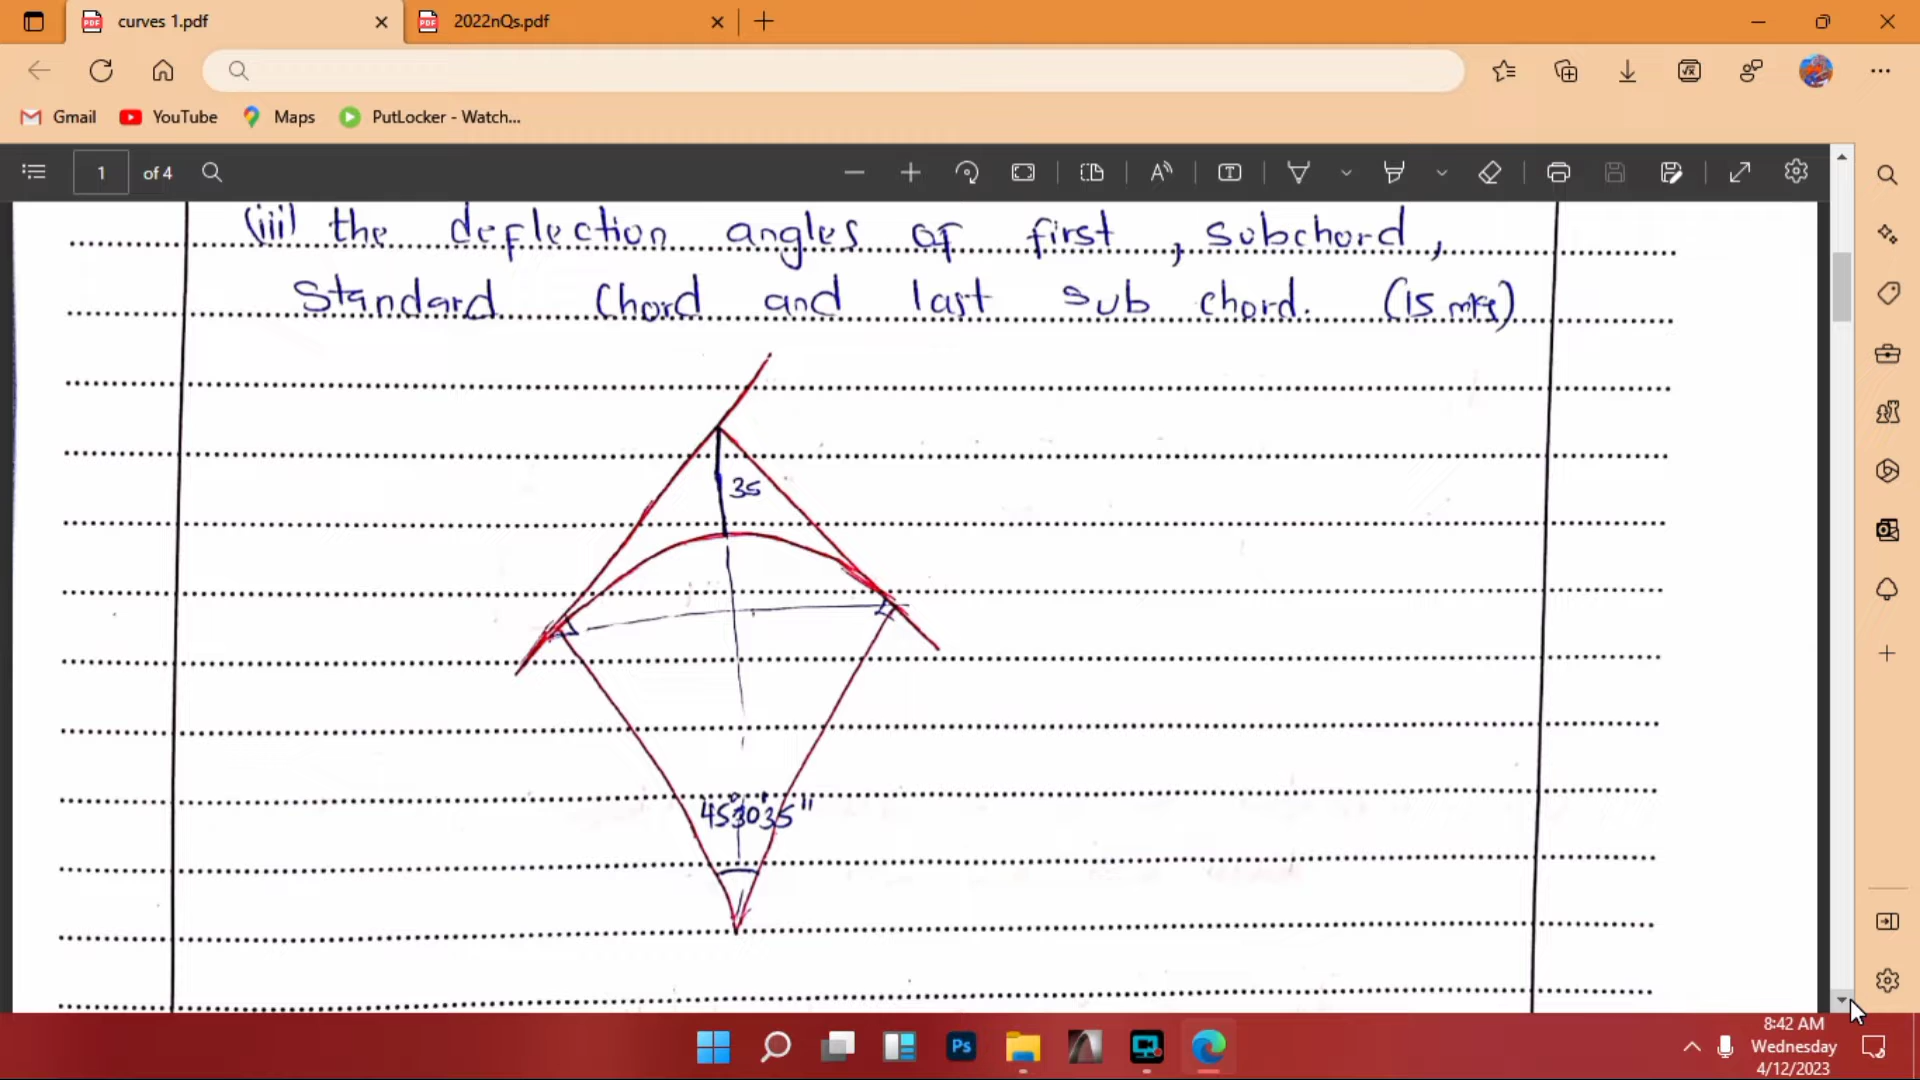 curves 1.pdf
2022nQs.pdf
Gmail
YouTube
Maps
PutLocker - Watch...
1 of 4
(iii) the deflection angles of first, subchord,
Standard Chord and last sub chord. (15 mks)
35
45°30'35"
Ps
8:42 AM
Wednesday
4/12/2023